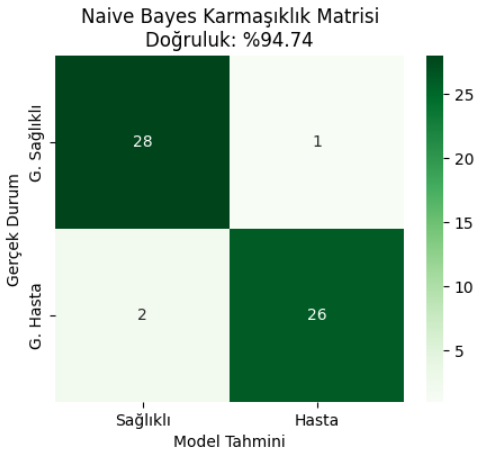 Naive Bayes Karmaşıklık Matrisi
Doğruluk: %94.74
Gerçek Durum
G. Sağlıklı
28
1
25
20
15
10
5
G. Hasta
2
26
Sağlıklı
Hasta
Model Tahmini